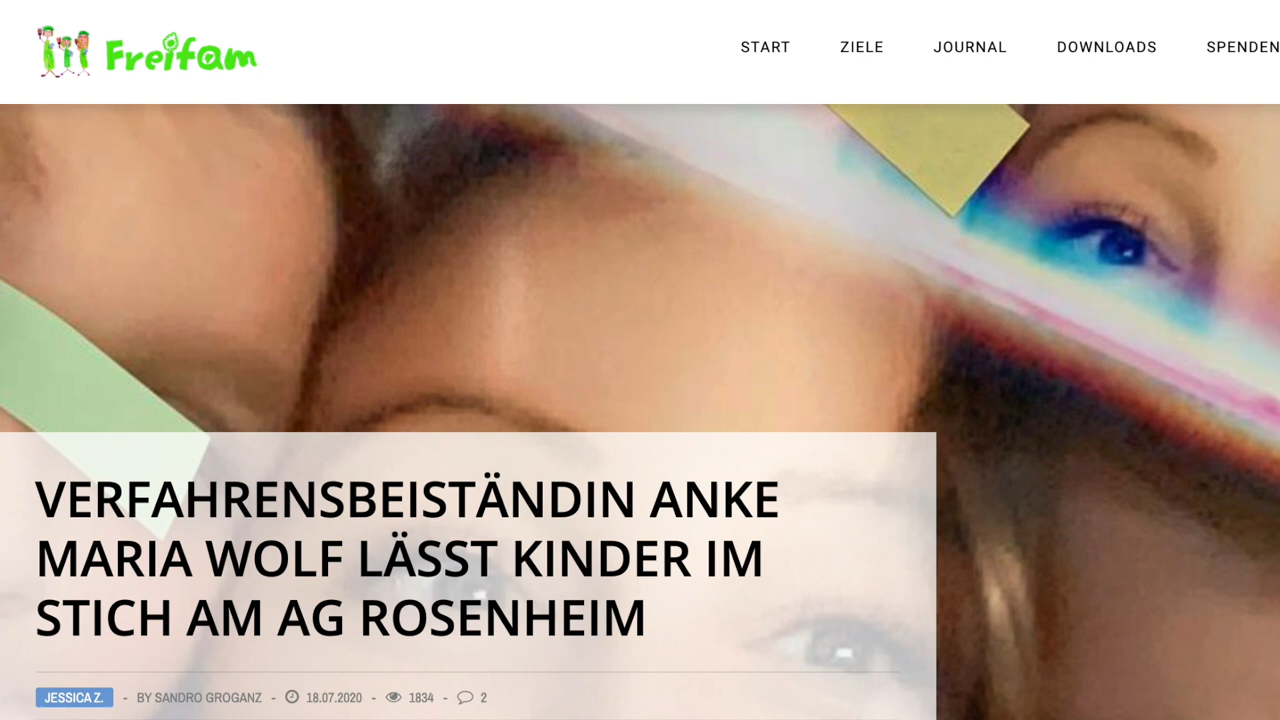 Freifam
START ZIELE JOURNAL DOWNLOADS SPENDEN
VERFAHRENSBEISTÄNDIN ANKE
MARIA WOLF LÄSST KINDER IM
STICH AM AG ROSENHEIM
JESSICA Z. - BY SANDRO GROGANZ - 18.07.2020 - 1834 - 2